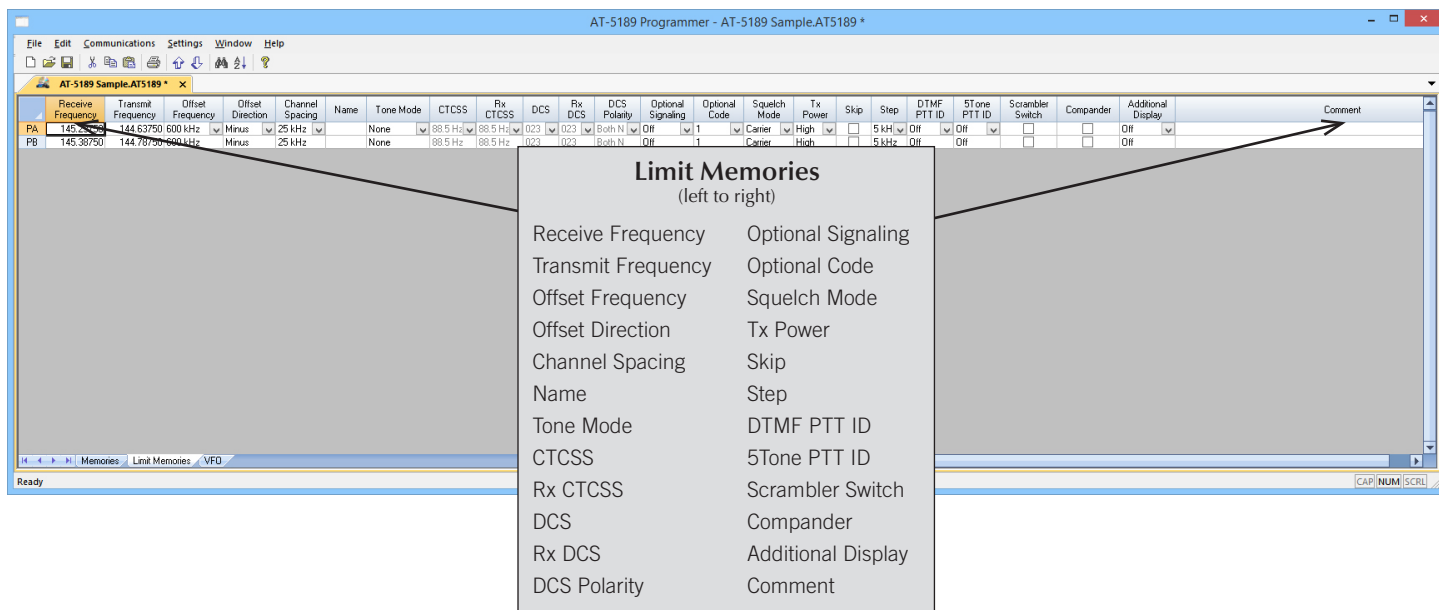 AT-5189 Programmer - AT-5189 Sample.AT5189 *
File Edit Communications Settings Window Help
AT-5189 Sample.AT5189 * x
Receive Frequency Transmit Frequency Offset Frequency Offset Direction Channel Spacing Name Tone Mode CTCSS Rx CTCSS DCS Rx DCS DCS Polarity Optional Signaling Optional Code Squelch Mode Tx Power Skip Step DTMF PTT ID 5Tone PTT ID Scrambler Switch Compander Additional Display Comment
PA 144.63750 600 kHz Minus 25 kHz None 88.5 Hz 88.5 Hz 023 023 Both N Off 1 Carrier High 5 kH Off Off Off
PB 145.38750 144.78750 600 kHz Minus 25 kHz None 88.5 Hz 88.5 Hz 023 023 Both N Off 1 Carrier High 5 kHz Off Off Off
Limit Memories
(left to right)
Receive Frequency Optional Signaling
Transmit Frequency Optional Code
Offset Frequency Squelch Mode
Offset Direction Tx Power
Channel Spacing Skip
Name Step
Tone Mode DTMF PTT ID
CTCSS 5Tone PTT ID
Rx CTCSS Scrambler Switch
DCS Compander
Rx DCS Additional Display
DCS Polarity Comment
Memories Limit Memories VFO
Ready CAP NUM SCRL